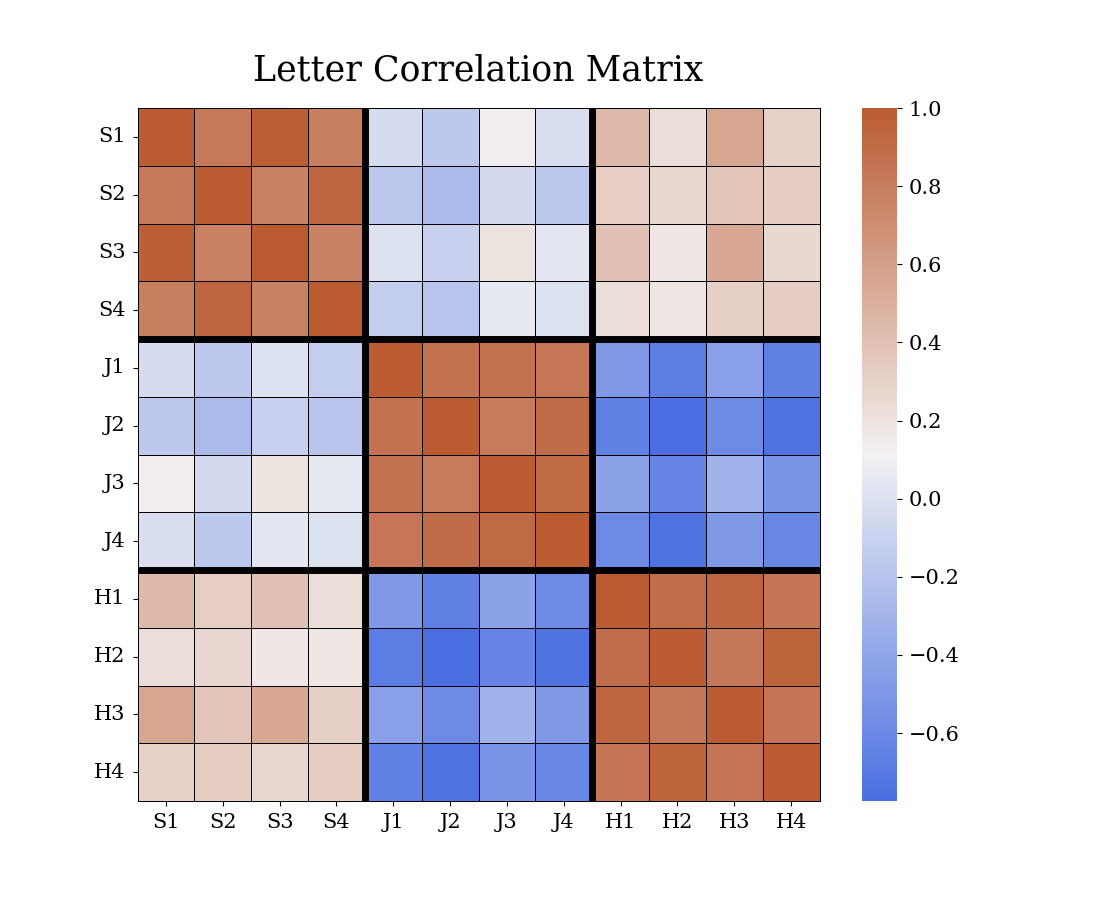 Letter Correlation Matrix
S1
S2
S3
S4
J1
J2
J3
J4
H1
H2
H3
H4
S1 S2 S3 S4 J1 J2 J3 J4 H1 H2 H3 H4
1.0
0.8
0.6
0.4
0.2
0.0
−0.2
−0.4
−0.6